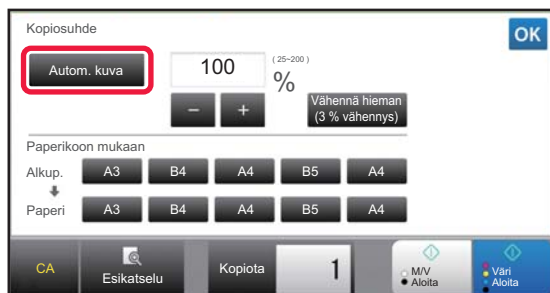 Kopiosuhde
OK
Autom. kuva
100
(25~200)
%
−
+
Vähennä hieman
(3 % vähennys)
Paperikoon mukaan
Alkup.
A3
B4
A4
B5
A4
Paperi
A3
B4
A4
B5
A4
CA
Esikatselu
Kopiota
1
M/V
Aloita
Väri
Aloita